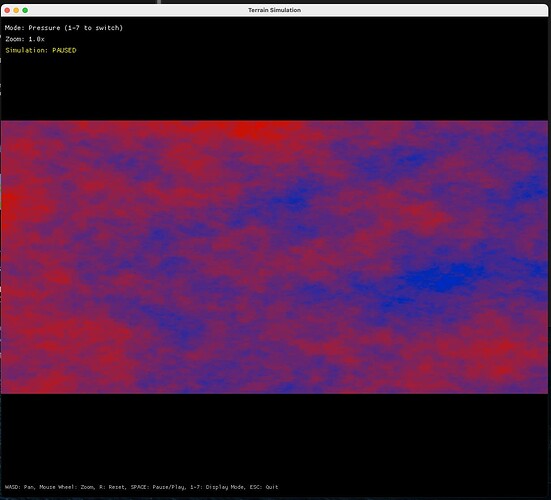 Terrain Simulation
Mode: Pressure (1-7 to switch)
Zoom: 1.0x
Simulation: PAUSED
WASD: Pan, Mouse Wheel: Zoom, R: Reset, SPACE: Pause/Play, 1-7: Display Mode, ESC: Quit